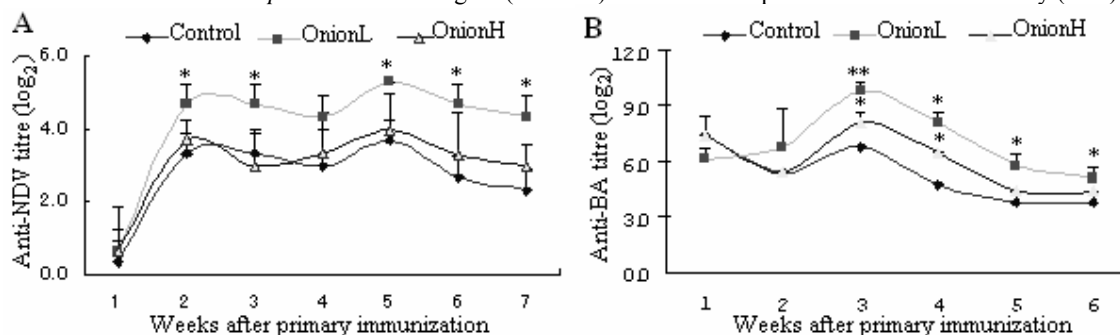 A
Control OnionL OnionH
Anti-NDV titre (log2)
6.0
4.0
2.0
0.0
* * * * *
1 2 3 4 5 6 7
Weeks after primary immunization
B
Control OnionL OnionH
Anti-BA titre (log2)
12.0
9.0
6.0
3.0
0.0
** * * *
* *
1 2 3 4 5 6
Weeks after primary immunization